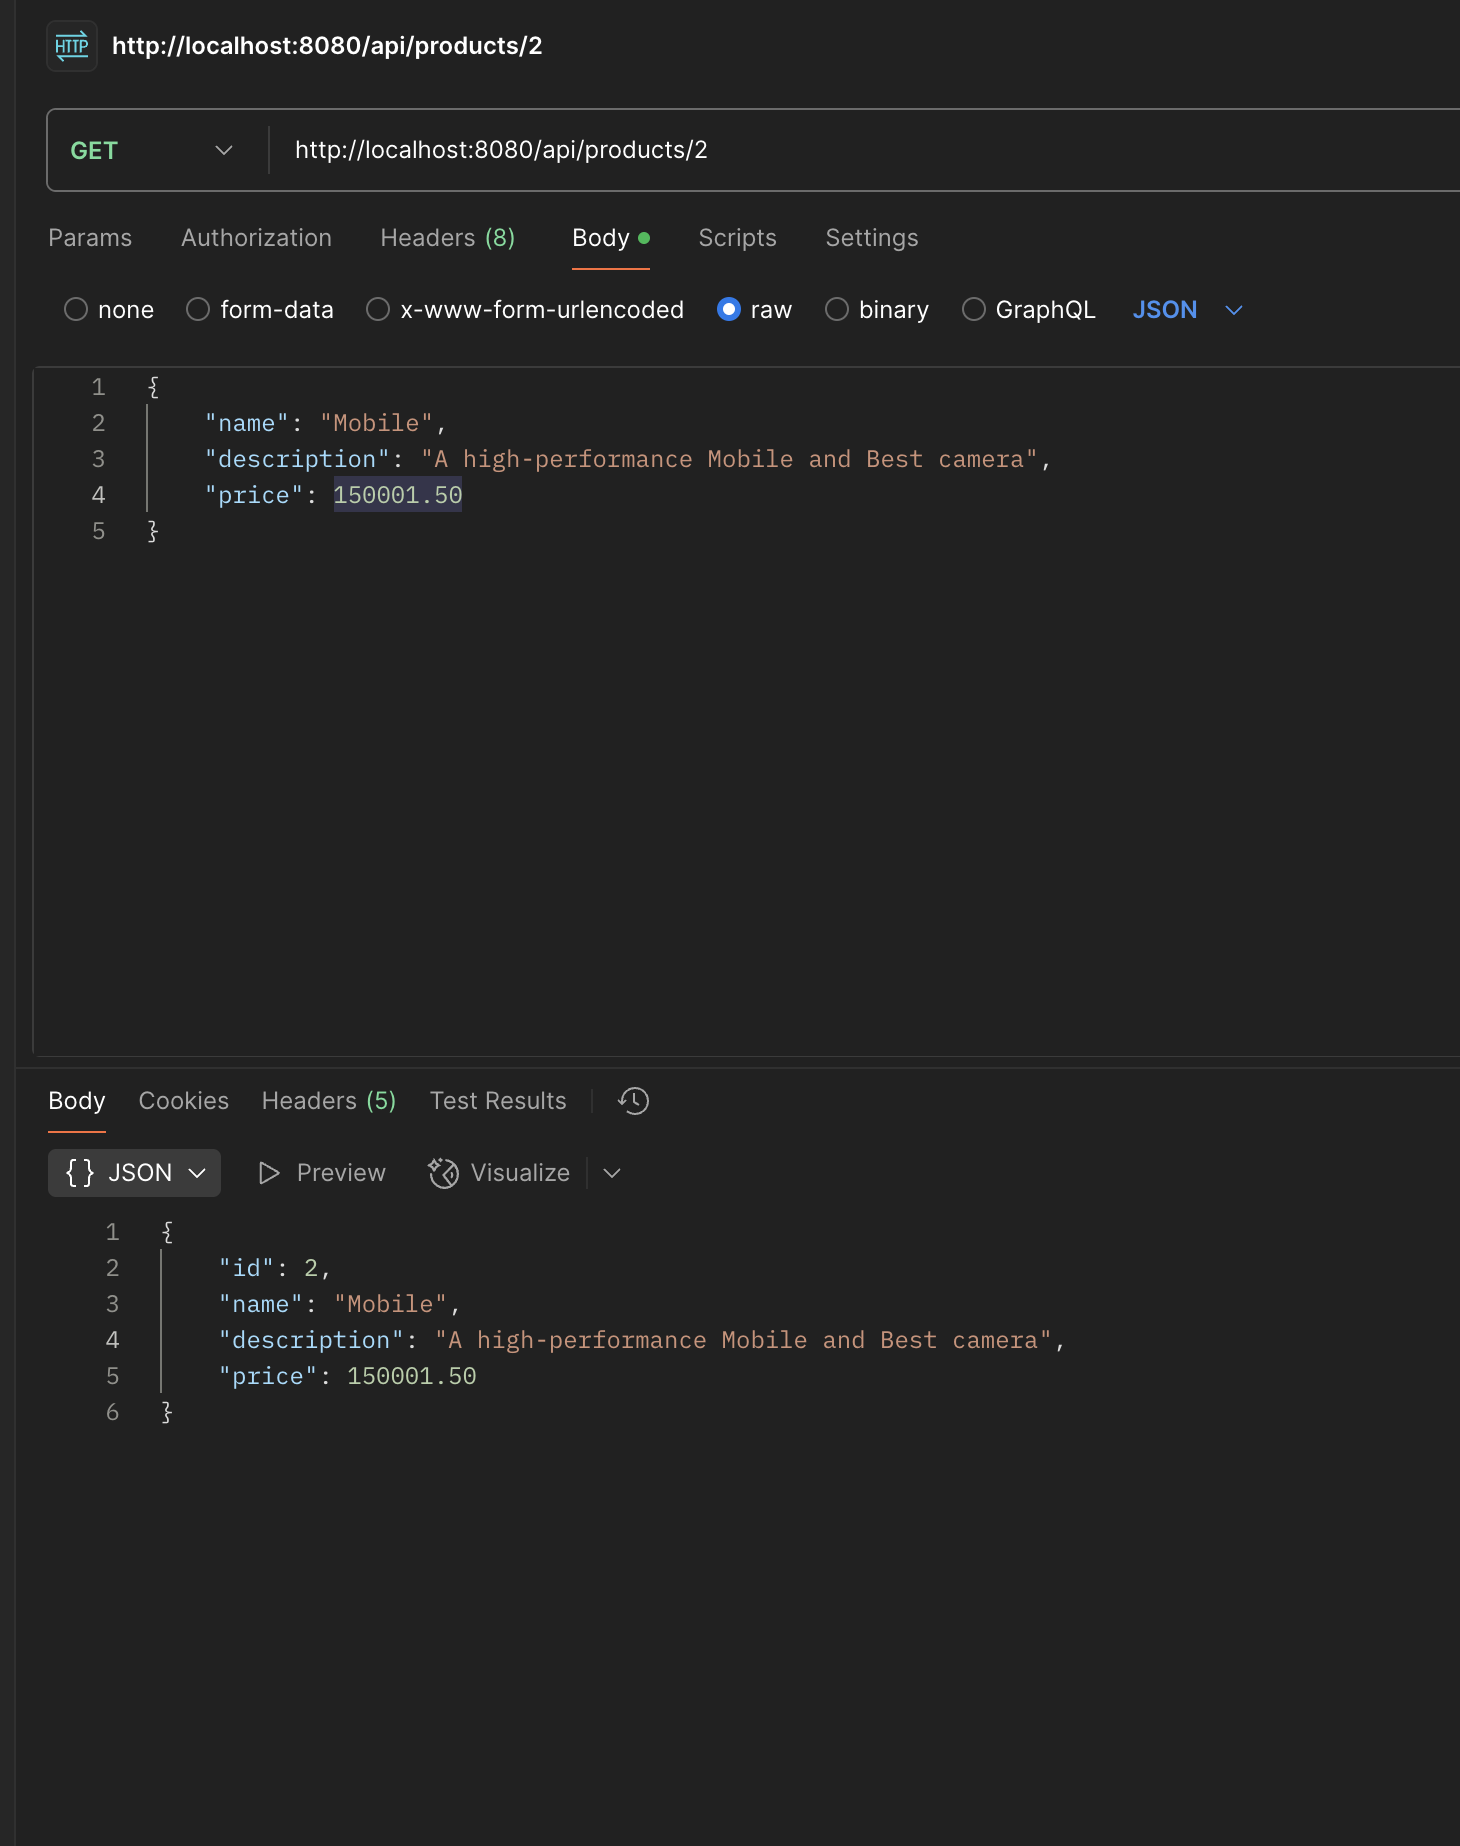 HTTP http://localhost:8080/api/products/2
GET http://localhost:8080/api/products/2
Params Authorization Headers (8) Body Scripts Settings
none form-data x-www-form-urlencoded raw binary GraphQL JSON
1 {
2 "name": "Mobile",
3 "description": "A high-performance Mobile and Best camera",
4 "price": 150001.50
5 }
Body Cookies Headers (5) Test Results
{} JSON Preview Visualize
1 {
2 "id": 2,
3 "name": "Mobile",
4 "description": "A high-performance Mobile and Best camera",
5 "price": 150001.50
6 }